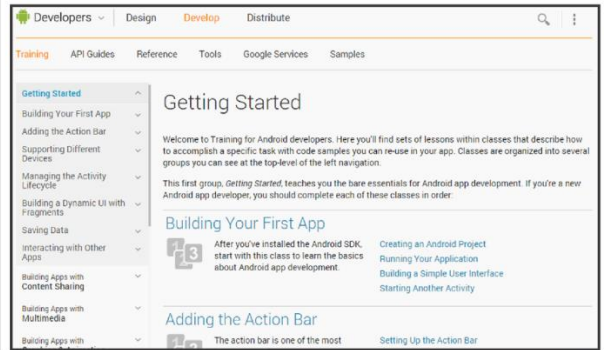 Developers Design Develop Distribute
Training API Guides Reference Tools Google Services Samples
Getting Started
Building Your First App
Adding the Action Bar
Supporting Different
Devices
Managing the Activity
Lifecycle
Building a Dynamic UI with
Fragments
Saving Data
Interacting with Other
Apps
Building Apps with
Content Sharing
Building Apps with
Multimedia
Building Apps with
Getting Started
Welcome to Training for Android developers. Here you'll find sets of lessons within classes that describe how
to accomplish a specific task with code samples you can re-use in your app. Classes are organized into several
groups you can see at the top-level of the left navigation.
This first group, Getting Started, teaches you the bare essentials for Android app development. If you're a new
Android app developer, you should complete each of these classes in order:
Building Your First App
After you've installed the Android SDK,
start with this class to learn the basics
about Android app development.
Creating an Android Project
Running Your Application
Building a Simple User Interface
Starting Another Activity
Adding the Action Bar
The action bar is one of the most
Setting Up the Action Bar